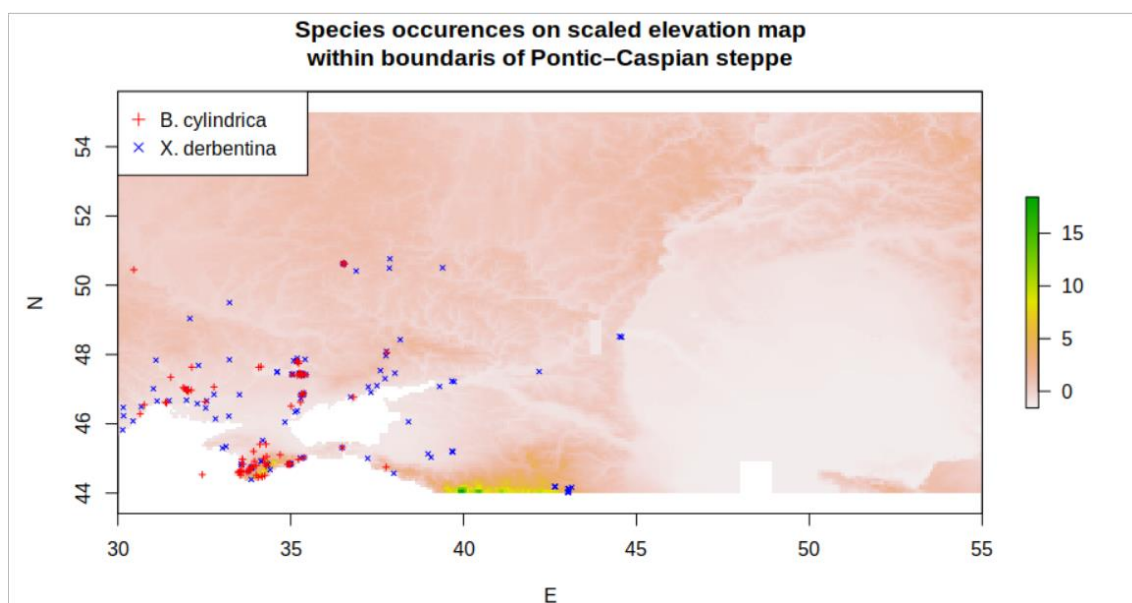 Species occurences on scaled elevation map
within boundaris of Pontic–Caspian steppe
B. cylindrica
X. derbentina
N
54
52
50
48
46
44
15
10
5
0
30 35 40 45 50 55
E